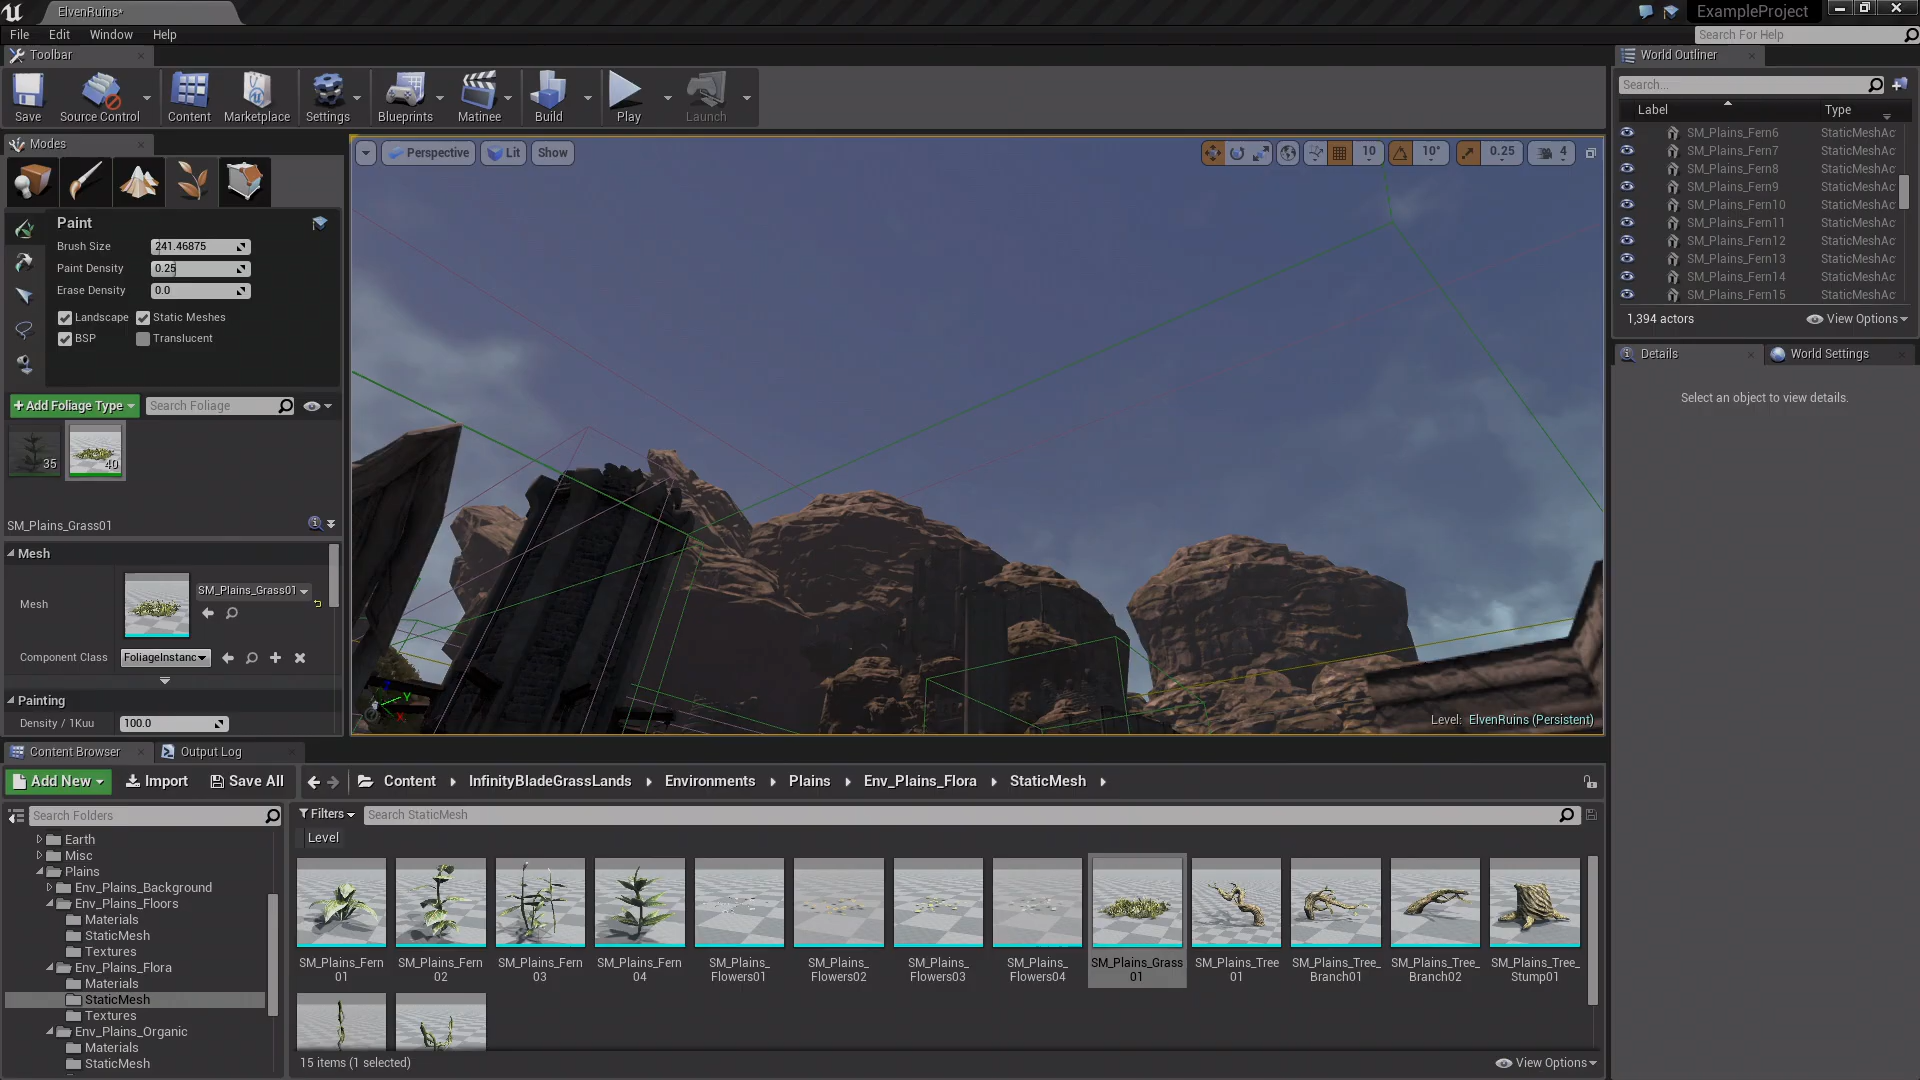 ElvenRuins*
ExampleProject
File Edit Window Help
Search For Help
Toolbar
Save
Source Control
Content
Marketplace
Settings
Blueprints
Matinee
Build
Play
Launch
Modes
Paint
Brush Size 241.46875
Paint Density 0.25
Erase Density 0.0
Landscape Static Meshes
BSP Translucent
+Add Foliage Type
Search Foliage
35
40
SM_Plains_Grass01
Mesh
Mesh SM_Plains_Grass01
Component Class FoliageInstanc
Painting
Density / 1Kuu 100.0
Perspective
Lit
Show
10
10°
0.25
4
Z
Y
X
Level: ElvenRuins (Persistent)
World Outliner
Search...
Label Type
SM_Plains_Fern6 StaticMeshAc
SM_Plains_Fern7 StaticMeshAc
SM_Plains_Fern8 StaticMeshAc
SM_Plains_Fern9 StaticMeshAc
SM_Plains_Fern10 StaticMeshAc
SM_Plains_Fern11 StaticMeshAc
SM_Plains_Fern12 StaticMeshAc
SM_Plains_Fern13 StaticMeshAc
SM_Plains_Fern14 StaticMeshAc
SM_Plains_Fern15 StaticMeshAc
1,394 actors
View Options
Details
World Settings
Select an object to view details.
Content Browser
Output Log
Add New
Import
Save All
Content InfinityBladeGrassLands Environments Plains Env_Plains_Flora StaticMesh
Search Folders
Filters
Search StaticMesh
Level
Earth
Misc
Plains
Env_Plains_Background
Env_Plains_Floors
Materials
StaticMesh
Textures
Env_Plains_Flora
Materials
StaticMesh
Textures
Env_Plains_Organic
Materials
StaticMesh
SM_Plains_Fern
01
SM_Plains_Fern
02
SM_Plains_Fern
03
SM_Plains_Fern
04
SM_Plains_
Flowers01
SM_Plains_
Flowers02
SM_Plains_
Flowers03
SM_Plains_
Flowers04
SM_Plains_Grass
01
SM_Plains_Tree
01
SM_Plains_Tree_
Branch01
SM_Plains_Tree_
Branch02
SM_Plains_Tree_
Stump01
15 items (1 selected)
View Options